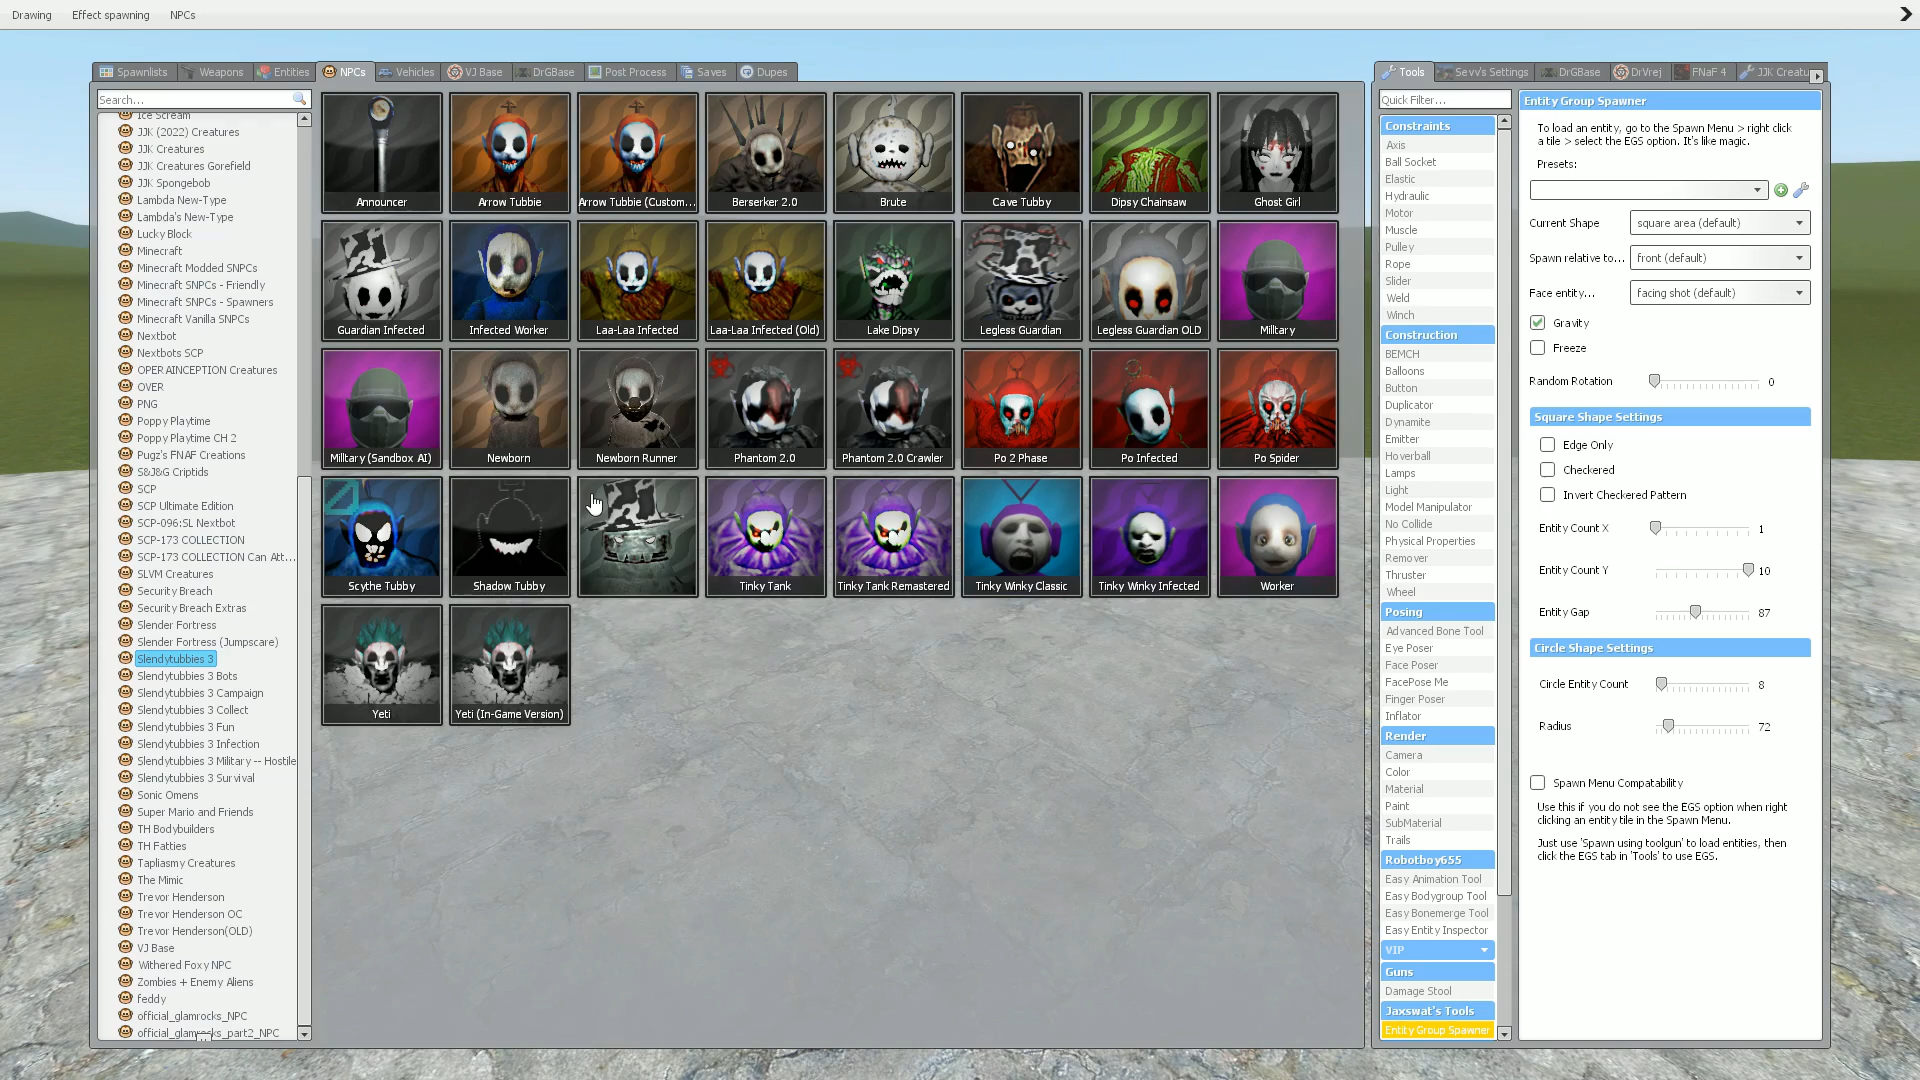 Drawing
Effect spawning
NPCs
Spawnlists
Weapons
Entities
NPCs
Vehicles
VJ Base
DrGBase
Post Process
Saves
Dupes
Search...
Ice Scream
JJK (2022) Creatures
JJK Creatures
JJK Creatures Gorefield
JJK Spongebob
Lambda New-Type
Lambda's New-Type
Lucky Block
Minecraft
Minecraft Modded SNPCs
Minecraft SNPCs - Friendly
Minecraft SNPCs - Spawners
Minecraft Vanilla SNPCs
Nextbot
Nextbots SCP
OPERAINCEPTION Creatures
OVER
PNG
Poppy Playtime
Poppy Playtime CH 2
Pugz's FNAF Creations
S&J&G Criptids
SCP
SCP Ultimate Edition
SCP-096:SL Nextbot
SCP-173 COLLECTION
SCP-173 COLLECTION Can Att...
SLVM Creatures
Security Breach
Security Breach Extras
Slender Fortress
Slender Fortress (Jumpscare)
Slendytubbies 3
Slendytubbies 3 Bots
Slendytubbies 3 Campaign
Slendytubbies 3 Collect
Slendytubbies 3 Fun
Slendytubbies 3 Infection
Slendytubbies 3 Military -- Hostile
Slendytubbies 3 Survival
Sonic Omens
Super Mario and Friends
TH Bodybuilders
TH Fatties
Tapliasmy Creatures
The Mimic
Trevor Henderson
Trevor Henderson OC
Trevor Henderson(OLD)
VJ Base
Withered Foxy NPC
Zombies + Enemy Aliens
feddy
official_glamrocks_NPC
official_glamrocks_part2_NPC
Announcer
Arrow Tubbie
Arrow Tubbie (Custom...
Berserker 2.0
Brute
Cave Tubby
Dipsy Chainsaw
Ghost Girl
Guardian Infected
Infected Worker
Laa-Laa Infected
Laa-Laa Infected (Old)
Lake Dipsy
Legless Guardian
Legless Guardian OLD
Miltary
Miltary (Sandbox AI)
Newborn
Newborn Runner
Phantom 2.0
Phantom 2.0 Crawler
Po 2 Phase
Po Infected
Po Spider
Scythe Tubby
Shadow Tubby
Tinky Tank
Tinky Tank Remastered
Tinky Winky Classic
Tinky Winky Infected
Worker
Yeti
Yeti (In-Game Version)
Tools
Sevv's Settings
DrGBase
DrVrej
FNaF 4
JJK Creatu
Quick Filter...
Constraints
Axis
Ball Socket
Elastic
Hydraulic
Motor
Muscle
Pulley
Rope
Slider
Weld
Winch
Construction
BEMCH
Balloons
Button
Duplicator
Dynamite
Emitter
Hoverball
Lamps
Light
Model Manipulator
No Collide
Physical Properties
Remover
Thruster
Wheel
Posing
Advanced Bone Tool
Eye Poser
Face Poser
FacePose Me
Finger Poser
Inflator
Render
Camera
Color
Material
Paint
SubMaterial
Trails
Robotboy655
Easy Animation Tool
Easy Bodygroup Tool
Easy Bonemerge Tool
Easy Entity Inspector
VIP
Guns
Damage Stool
Jaxswat's Tools
Entity Group Spawner
Entity Group Spawner
To load an entity, go to the Spawn Menu > right click
a tile > select the EGS option. It's like magic.
Presets:
Current Shape
square area (default)
Spawn relative to...
front (default)
Face entity...
facing shot (default)
Gravity
Freeze
Random Rotation
0
Square Shape Settings
Edge Only
Checkered
Invert Checkered Pattern
Entity Count X
1
Entity Count Y
10
Entity Gap
87
Circle Shape Settings
Circle Entity Count
8
Radius
72
Spawn Menu Compatability
Use this if you do not see the EGS option when right
clicking an entity tile in the Spawn Menu.
Just use 'Spawn using toolgun' to load entities, then
click the EGS tab in 'Tools' to use EGS.